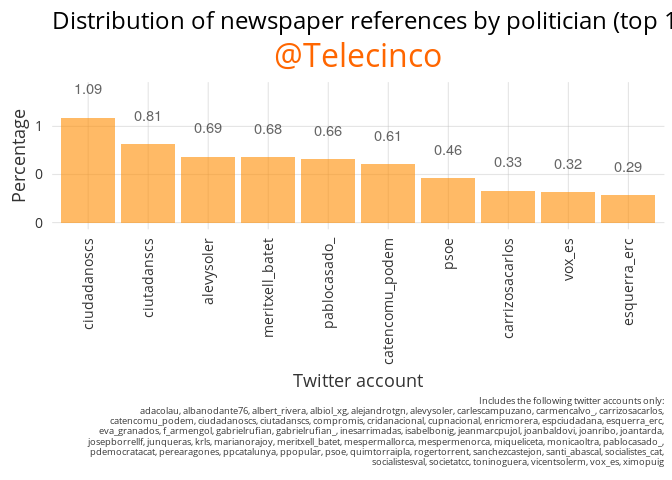 Distribution of newspaper references by politician (top 1
@Telecinco
Percentage
1
0
0
1.09
0.81
0.69
0.68
0.66
0.61
0.46
0.33
0.32
0.29
ciudadanoscs
ciutadanscs
alevysoler
meritxell_batet
pablocasado_
catencomu_podem
psoe
carrizosacarlos
vox_es
esquerra_erc
Twitter account
Includes the following twitter accounts only:
adacolau, albanodante76, albert_rivera, albiol_xg, alejandrotgn, alevysoler, carlescampuzano, carmencalvo_, carrizosacarlos,
catencomu_podem, ciudadanoscs, ciutadanscs, compromis, cridanacional, cupnacional, enricmorera, espciudadana, esquerra_erc,
eva_granados, f_armengol, gabrielrufian, gabrielrufian_, inesarrimadas, isabelbonig, jeanmarcpujol, joanbaldovi, joanribo, joantarda,
josepborrellf, junqueras, krls, marianorajoy, meritxell_batet, mespermallorca, mespermenorca, miqueliceta, monicaoltra, pablocasado_,
pdemocratacat, perearagones, ppcatalunya, ppopular, psoe, quimtorraipla, rogertorrent, sanchezcastejon, santi_abascal, socialistes_cat,
socialistesval, societatcc, toninoguera, vicentsolerm, vox_es, ximopuig